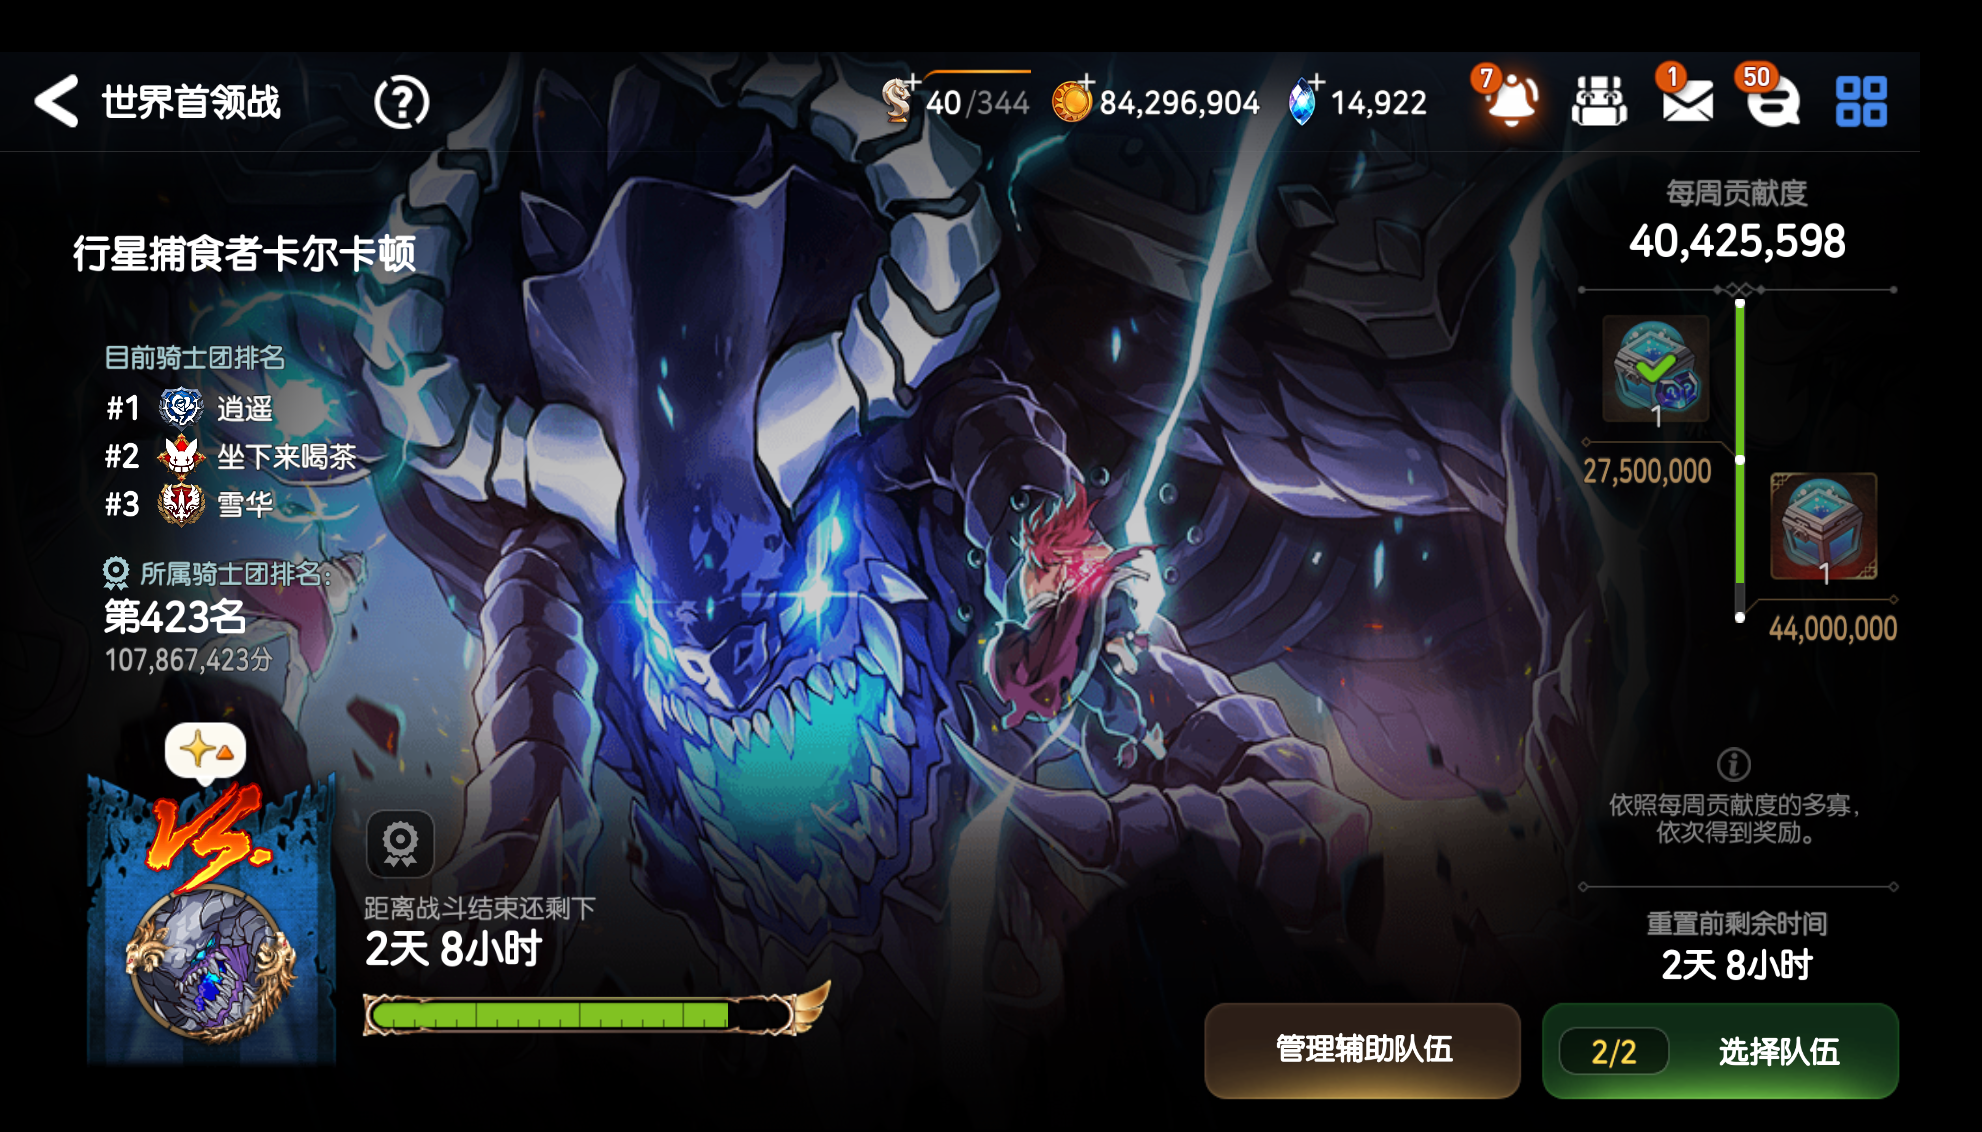 世界首领战
40/344
84,296,904
14,922
7
1
50
行星捕食者卡尔卡顿
目前骑士团排名
#1 逍遥
#2 坐下来喝茶
#3 雪华
所属骑士团排名:
第423名
107,867,423分
VS.
距离战斗结束还剩下
2天 8小时
每周贡献度
40,425,598
1
27,500,000
1
44,000,000
依照每周贡献度的多寡,
依次得到奖励。
重置前剩余时间
2天 8小时
管理辅助队伍
2/2 选择队伍